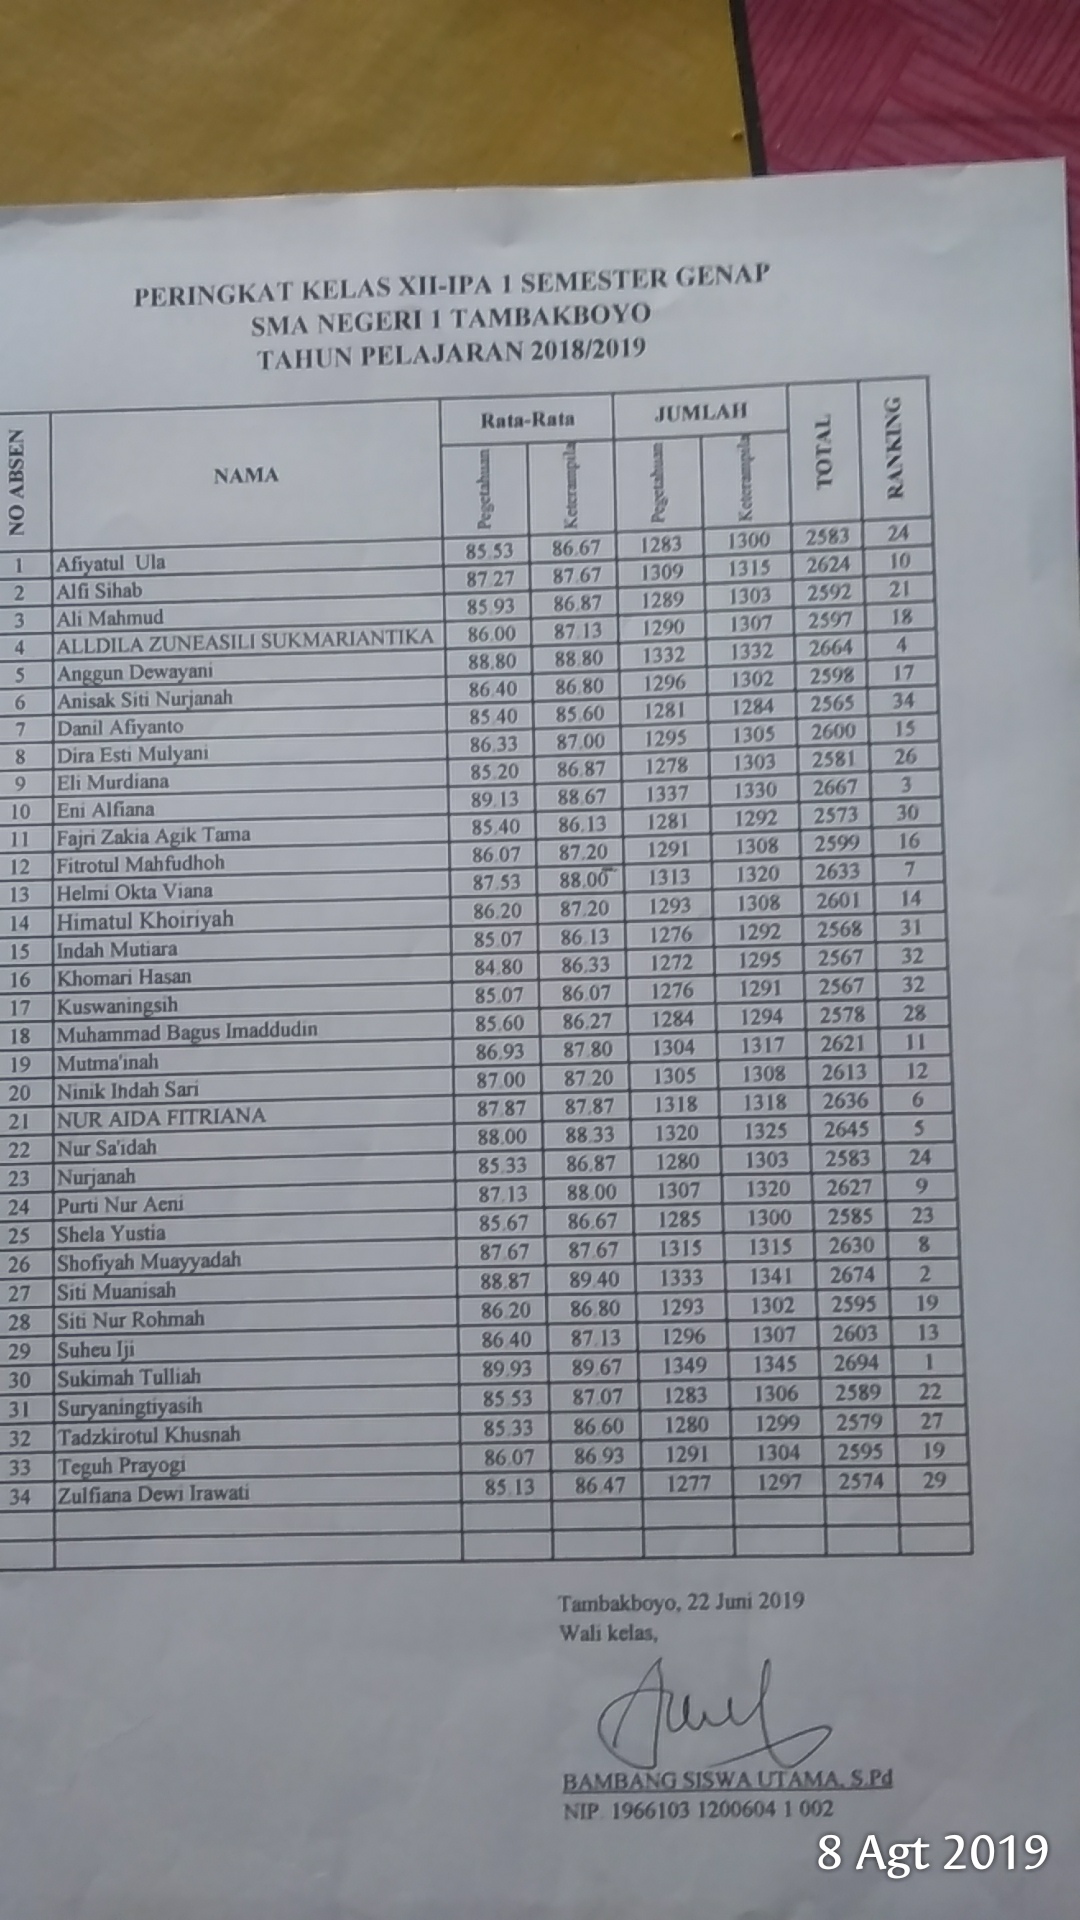 PERINGKAT KELAS XII-IPA 1 SEMESTER GENAP
SMA NEGERI 1 TAMBAKBOYO
TAHUN PELAJARAN 2018/2019
NO ABSEN NAMA Rata-Rata JUMLAH TOTAL RANKING
Pegetahuan Keterampila Pegetahuan Keterampila
1 Afiyatul Ula 85.53 86.67 1283 1300 2583 24
2 Alfi Sihab 87.27 87.67 1309 1315 2624 10
3 Ali Mahmud 85.93 86.87 1289 1303 2592 21
4 ALLDILA ZUNEASILI SUKMARIANTIKA 86.00 87.13 1290 1307 2597 18
5 Anggun Dewayani 88.80 88.80 1332 1332 2664 4
6 Anisak Siti Nurjanah 86.40 86.80 1296 1302 2598 17
7 Danil Afiyanto 85.40 85.60 1281 1284 2565 34
8 Dira Esti Mulyani 86.33 87.00 1295 1305 2600 15
9 Eli Murdiana 85.20 86.87 1278 1303 2581 26
10 Eni Alfiana 89.13 88.67 1337 1330 2667 3
11 Fajri Zakia Agik Tama 85.40 86.13 1281 1292 2573 30
12 Fitrotul Mahfudhoh 86.07 87.20 1291 1308 2599 16
13 Helmi Okta Viana 87.53 88.00 1313 1320 2633 7
14 Himatul Khoiriyah 86.20 87.20 1293 1308 2601 14
15 Indah Mutiara 85.07 86.13 1276 1292 2568 31
16 Khomari Hasan 84.80 86.33 1272 1295 2567 32
17 Kuswaningsih 85.07 86.07 1276 1291 2567 32
18 Muhammad Bagus Imaddudin 85.60 86.27 1284 1294 2578 28
19 Mutma'inah 86.93 87.80 1304 1317 2621 11
20 Ninik Indah Sari 87.00 87.20 1305 1308 2613 12
21 NUR AIDA FITRIANA 87.87 87.87 1318 1318 2636 6
22 Nur Sa'idah 88.00 88.33 1320 1325 2645 5
23 Nurjanah 85.33 86.87 1280 1303 2583 24
24 Purti Nur Aeni 87.13 88.00 1307 1320 2627 9
25 Shela Yustia 85.67 86.67 1285 1300 2585 23
26 Shofiyah Muayyadah 87.67 87.67 1315 1315 2630 8
27 Siti Muanisah 88.87 89.40 1333 1341 2674 2
28 Siti Nur Rohmah 86.20 86.80 1293 1302 2595 19
29 Suheu Iji 86.40 87.13 1296 1307 2603 13
30 Sukimah Tulliah 89.93 89.67 1349 1345 2694 1
31 Suryaningtiyasih 85.53 87.07 1283 1306 2589 22
32 Tadzkirotul Khusnah 85.33 86.60 1280 1299 2579 27
33 Teguh Prayogi 86.07 86.93 1291 1304 2595 19
34 Zulfiana Dewi Irawati 85.13 86.47 1277 1297 2574 29
Tambakboyo, 22 Juni 2019
Wali kelas,
BAMBANG SISWA UTAMA, S.Pd
NIP. 1966103 1200604 1 002
8 Agt 2019